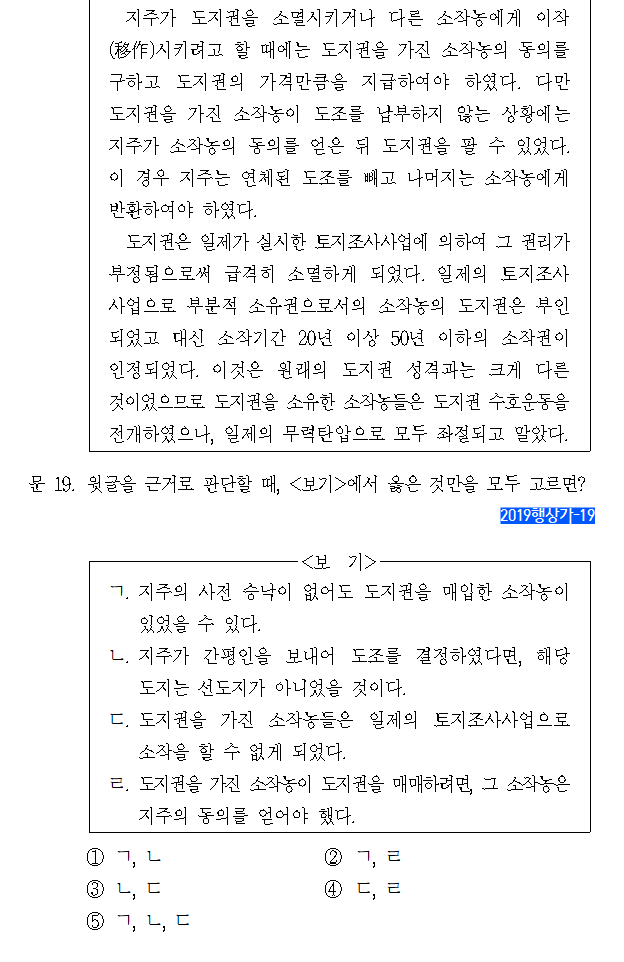 지주가 도지권을 소멸시키거나 다른 소작농에게 이작
(移作)시키려고 할 때에는 도지권을 가진 소작농의 동의를
구하고 도지권의 가격만큼을 지급하여야 하였다. 다만
도지권을 가진 소작농이 도조를 납부하지 않는 상황에는
지주가 소작농의 동의를 얻은 뒤 도지권을 팔 수 있었다.
이 경우 지주는 연체된 도조를 빼고 나머지는 소작농에게
반환하여야 하였다.
도지권은 일제가 실시한 토지조사사업에 의하여 그 권리가
부정됨으로써 급격히 소멸하게 되었다. 일제의 토지조사
사업으로 부분적 소유권으로서의 소작농의 도지권은 부인
되었고 대신 소작기간 20년 이상 50년 이하의 소작권이
인정되었다. 이것은 원래의 도지권 성격과는 크게 다른
것이었으므로 도지권을 소유한 소작농들은 도지권 수호운동을
전개하였으나, 일제의 무력탄압으로 모두 좌절되고 말았다.
문 19. 윗글을 근거로 판단할 때, <보기>에서 옳은 것만을 모두 고르면?
2019행상가-19
<보 기>
ㄱ. 지주의 사전 승낙이 없어도 도지권을 매입한 소작농이
있었을 수 있다.
ㄴ. 지주가 간평인을 보내어 도조를 결정하였다면, 해당
도지는 선도지가 아니었을 것이다.
ㄷ. 도지권을 가진 소작농들은 일제의 토지조사사업으로
소작을 할 수 없게 되었다.
ㄹ. 도지권을 가진 소작농이 도지권을 매매하려면, 그 소작농은
지주의 동의를 얻어야 했다.
① ㄱ, ㄴ ② ㄱ, ㄹ
③ ㄴ, ㄷ ④ ㄷ, ㄹ
⑤ ㄱ, ㄴ, ㄷ